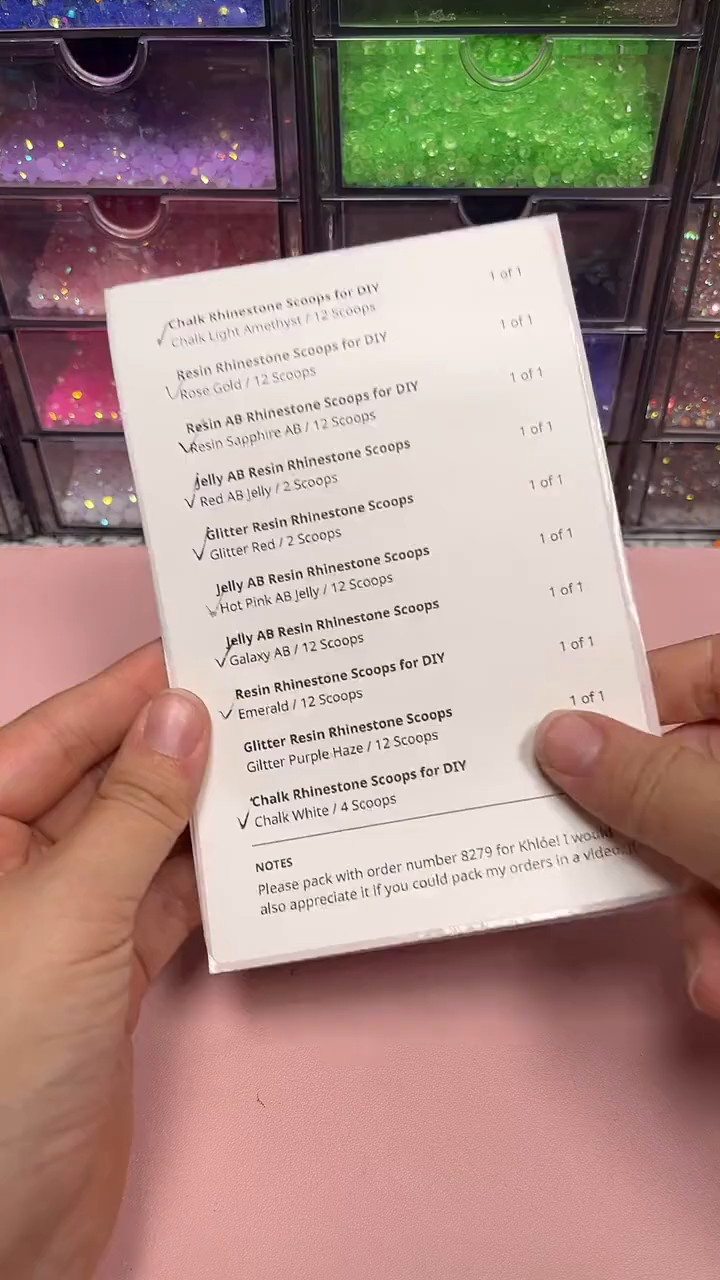 Chalk Rhinestone Scoops for DIY 1 of 1
Chalk Light Amethyst / 12 Scoops
Resin Rhinestone Scoops for DIY 1 of 1
Rose Gold / 12 Scoops
Resin AB Rhinestone Scoops for DIY 1 of 1
Resin Sapphire AB / 12 Scoops
Jelly AB Resin Rhinestone Scoops 1 of 1
Red AB Jelly / 2 Scoops
Glitter Resin Rhinestone Scoops 1 of 1
Glitter Red / 2 Scoops
Jelly AB Resin Rhinestone Scoops 1 of 1
Hot Pink AB Jelly / 12 Scoops
Jelly AB Resin Rhinestone Scoops 1 of 1
Galaxy AB / 12 Scoops
Resin Rhinestone Scoops for DIY 1 of 1
Emerald / 12 Scoops
Glitter Resin Rhinestone Scoops 1 of 1
Giltter Purple Haze / 12 Scoops
Chalk Rhinestone Scoops for DIY
Chalk White / 4 Scoops
NOTES
Please pack with order number 8279 for Khlóe! I would
also appreciate it if you could pack my orders in a video,